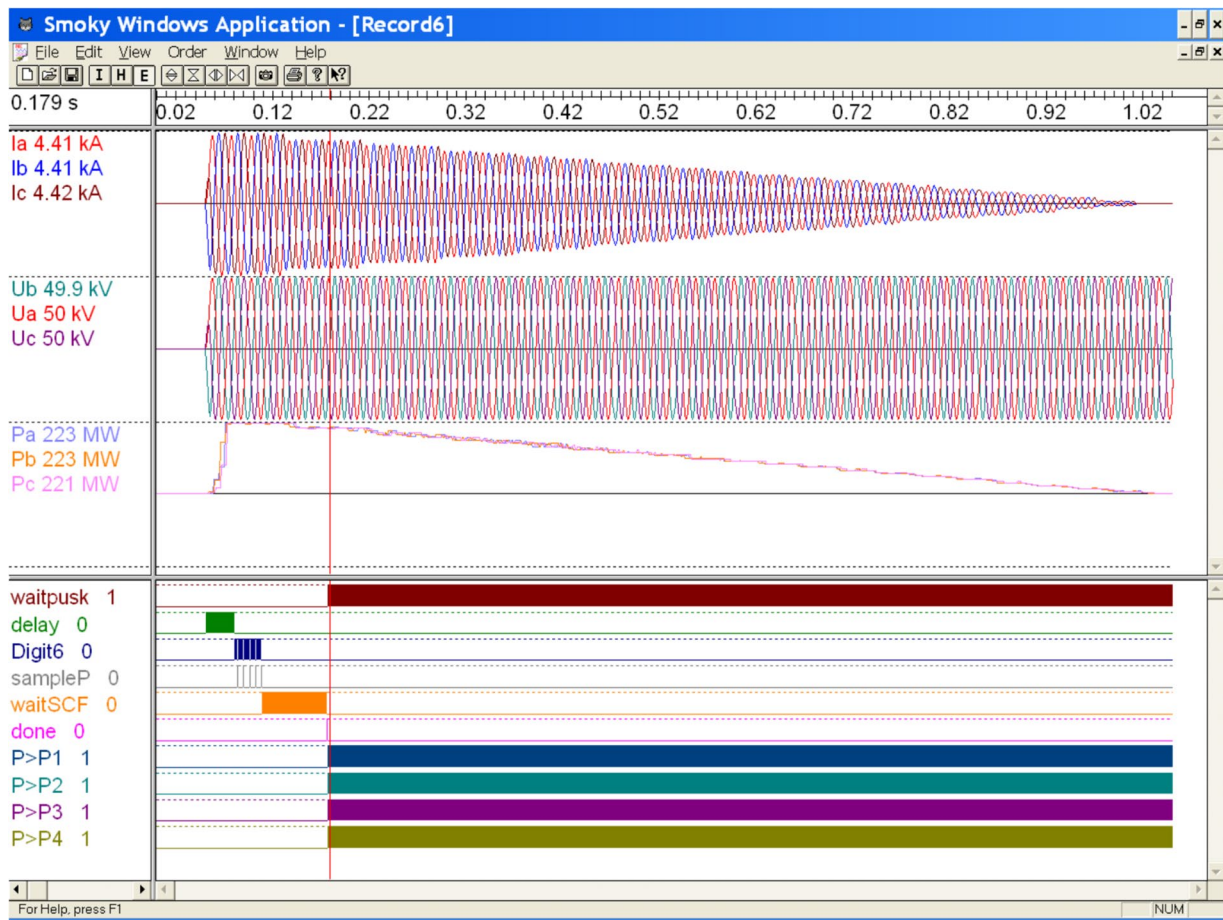 Smoky Windows Application - [Record6]
File Edit View Order Window Help
I H E
0.179 s
0.02 0.12 0.22 0.32 0.42 0.52 0.62 0.72 0.82 0.92 1.02
Ia 4.41 kA
Ib 4.41 kA
Ic 4.42 kA
Ub 49.9 kV
Ua 50 kV
Uc 50 kV
Pa 223 MW
Pb 223 MW
Pc 221 MW
waitpusk 1
delay 0
Digit6 0
sampleP 0
waitSCF 0
done 0
P>P1 1
P>P2 1
P>P3 1
P>P4 1
For Help, press F1
NUM